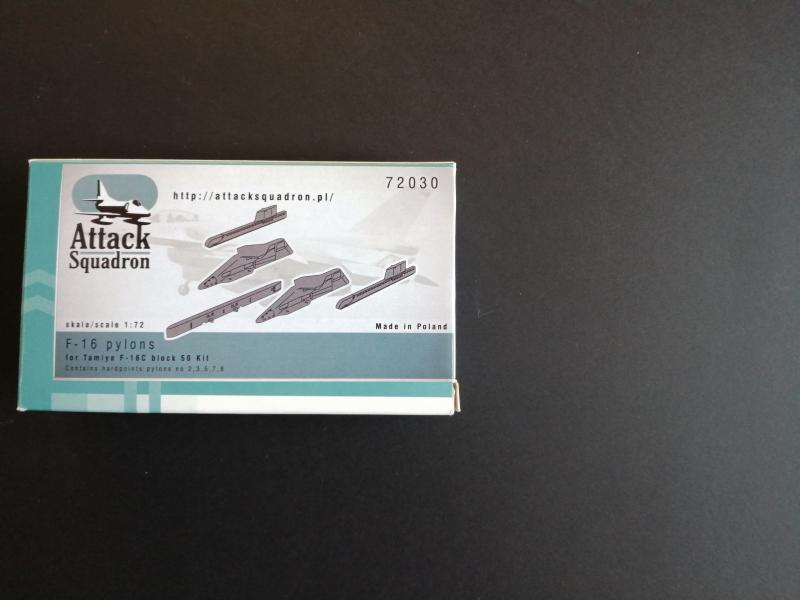 72030
http://attacksquadron.pl/
Attack
Squadron
skala/scale 1:72
Made in Poland
F-16 pylons
for Tamiya F-16C block 50 Kit
Contains hardpoints pylons no 2,3,5,7,8